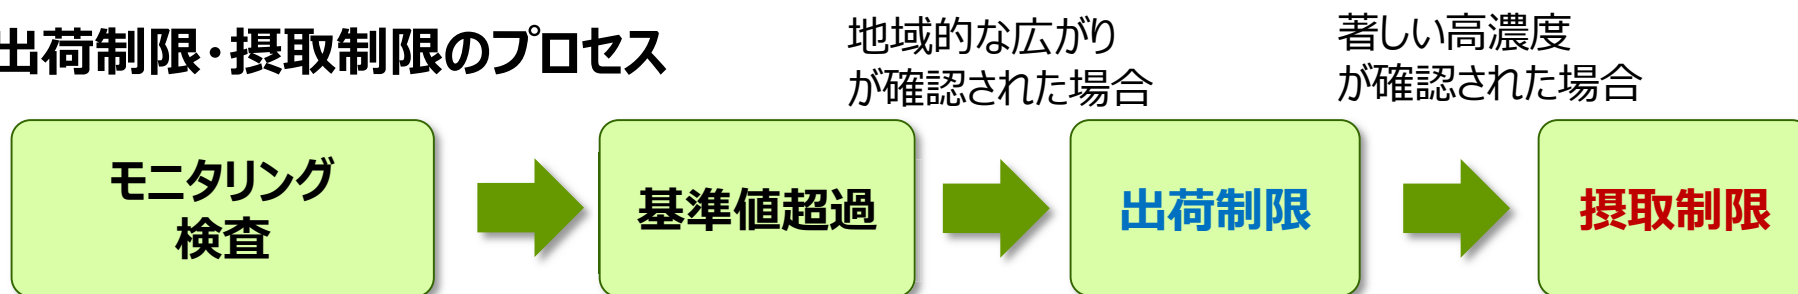 出荷制限・摂取制限のプロセス
地域的な広がり
が確認された場合
著しい高濃度
が確認された場合
モニタリング
検査
基準値超過
出荷制限
摂取制限